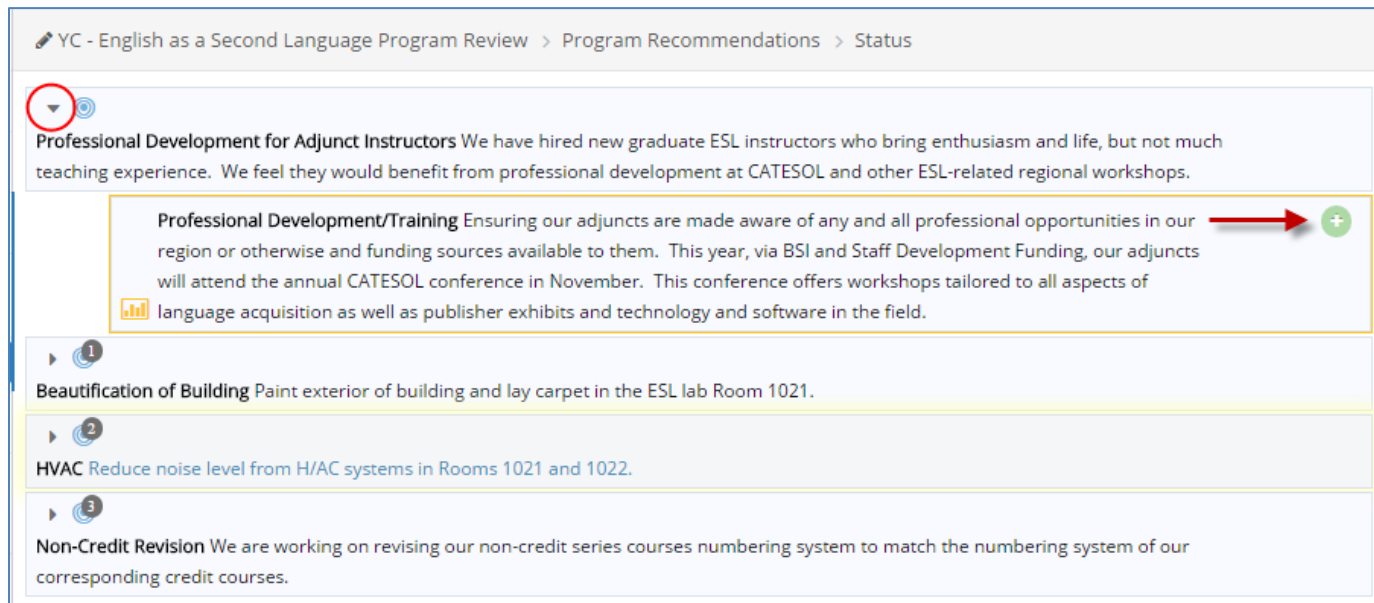 YC - English as a Second Language Program Review > Program Recommendations > Status
Professional Development for Adjunct Instructors We have hired new graduate ESL instructors who bring enthusiasm and life, but not much
teaching experience. We feel they would benefit from professional development at CATESOL and other ESL-related regional workshops.
Professional Development/Training Ensuring our adjuncts are made aware of any and all professional opportunities in our
region or otherwise and funding sources available to them. This year, via BSI and Staff Development Funding, our adjuncts
will attend the annual CATESOL conference in November. This conference offers workshops tailored to all aspects of
language acquisition as well as publisher exhibits and technology and software in the field.
1
Beautification of Building Paint exterior of building and lay carpet in the ESL lab Room 1021.
2
HVAC Reduce noise level from H/AC systems in Rooms 1021 and 1022.
3
Non-Credit Revision We are working on revising our non-credit series courses numbering system to match the numbering system of our
corresponding credit courses.